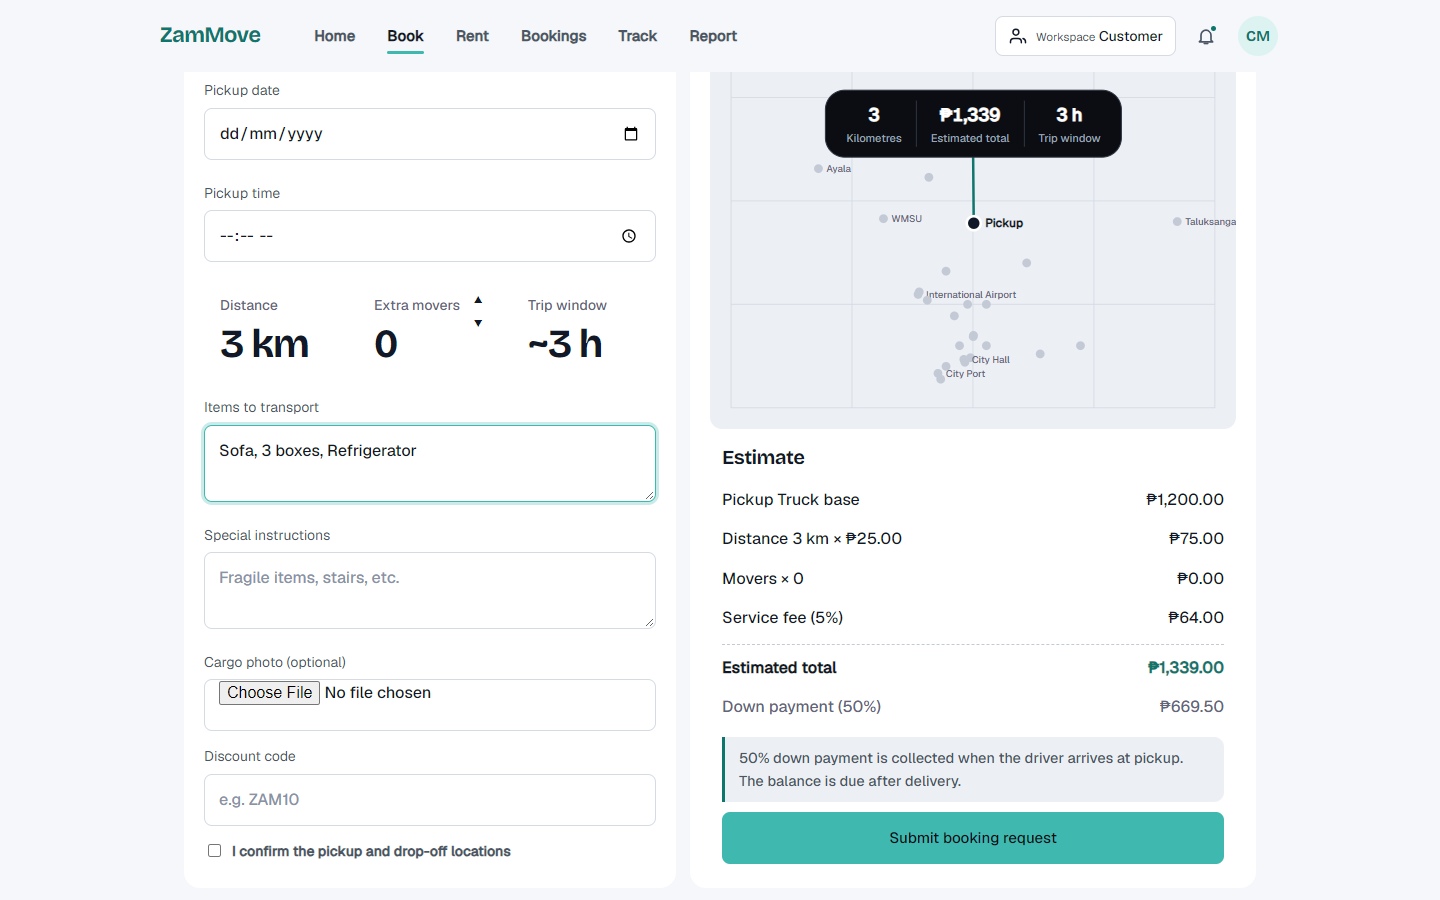 ZamMove
Home
Book
Rent
Bookings
Track
Report
Workspace Customer
CM
Pickup date
dd/mm/yyyy
Pickup time
--:-- --
Distance
3 km
Extra movers
0
Trip window
~3 h
Items to transport
Sofa, 3 boxes, Refrigerator
Special instructions
Fragile items, stairs, etc.
Cargo photo (optional)
Choose File No file chosen
Discount code
e.g. ZAM10
I confirm the pickup and drop-off locations
3
Kilometres
₱1,339
Estimated total
3 h
Trip window
Ayala
WMSU
Pickup
Taluksanga
International Airport
City Hall
City Port
Estimate
Pickup Truck base ₱1,200.00
Distance 3 km × ₱25.00 ₱75.00
Movers × 0 ₱0.00
Service fee (5%) ₱64.00
Estimated total ₱1,339.00
Down payment (50%) ₱669.50
50% down payment is collected when the driver arrives at pickup.
The balance is due after delivery.
Submit booking request